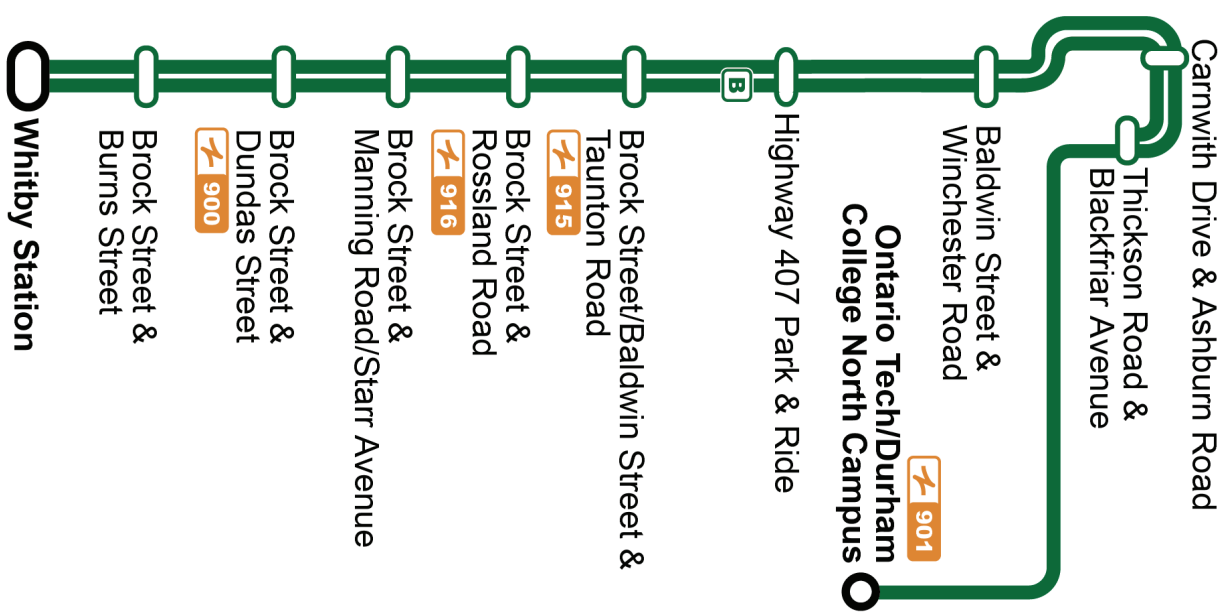 Carnwith Drive & Ashburn Road
Thickson Road &
Blackfriar Avenue
Baldwin Street &
Winchester Road
901
Ontario Tech/Durham
College North Campus
Highway 407 Park & Ride
B
Brock Street/Baldwin Street &
Taunton Road
915
Brock Street &
Rossland Road
916
Brock Street &
Manning Road/Starr Avenue
Brock Street &
Dundas Street
900
Brock Street &
Burns Street
Whitby Station